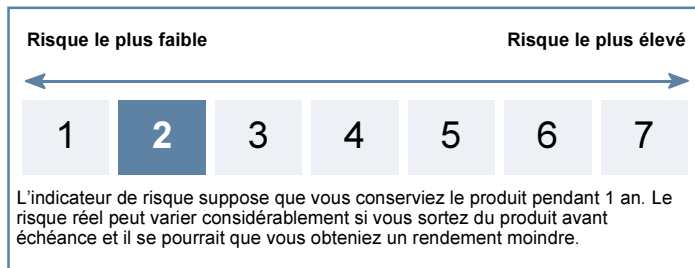 Risque le plus faible Risque le plus élevé
1 2 3 4 5 6 7
L'indicateur de risque suppose que vous conserviez le produit pendant 1 an. Le
risque réel peut varier considérablement si vous sortez du produit avant
échéance et il se pourrait que vous obteniez un rendement moindre.